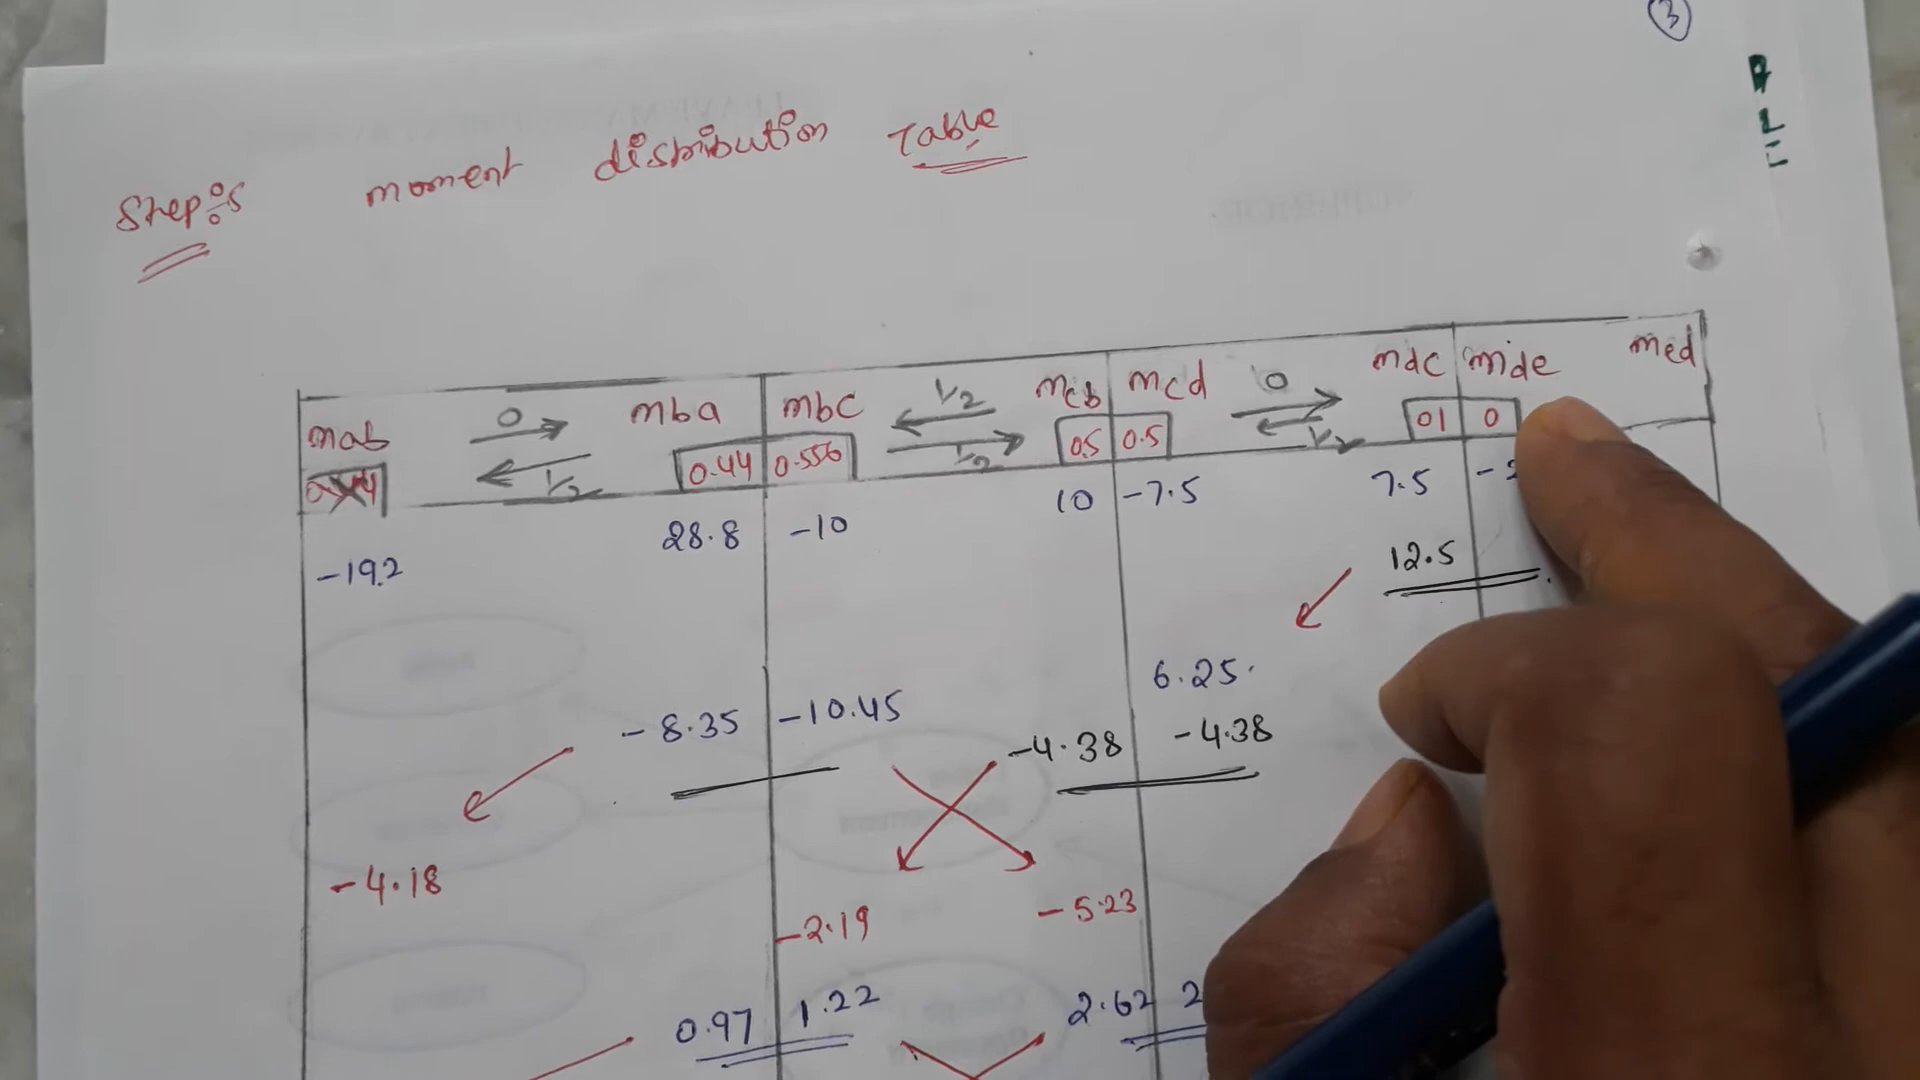 3
Step:5 moment distribution Table
mab 0 mba mbc 1/2 mcb mcd 0 mdc mde med
1/2 0.44 0.556 1/2 0.5 0.5 1/2 01 0
-19.2 28.8 -10 10 -7.5 7.5
12.5
6.25
-8.35 -10.45 -4.38 -4.38
-4.18
-2.19 -5.23
0.97 1.22 2.62